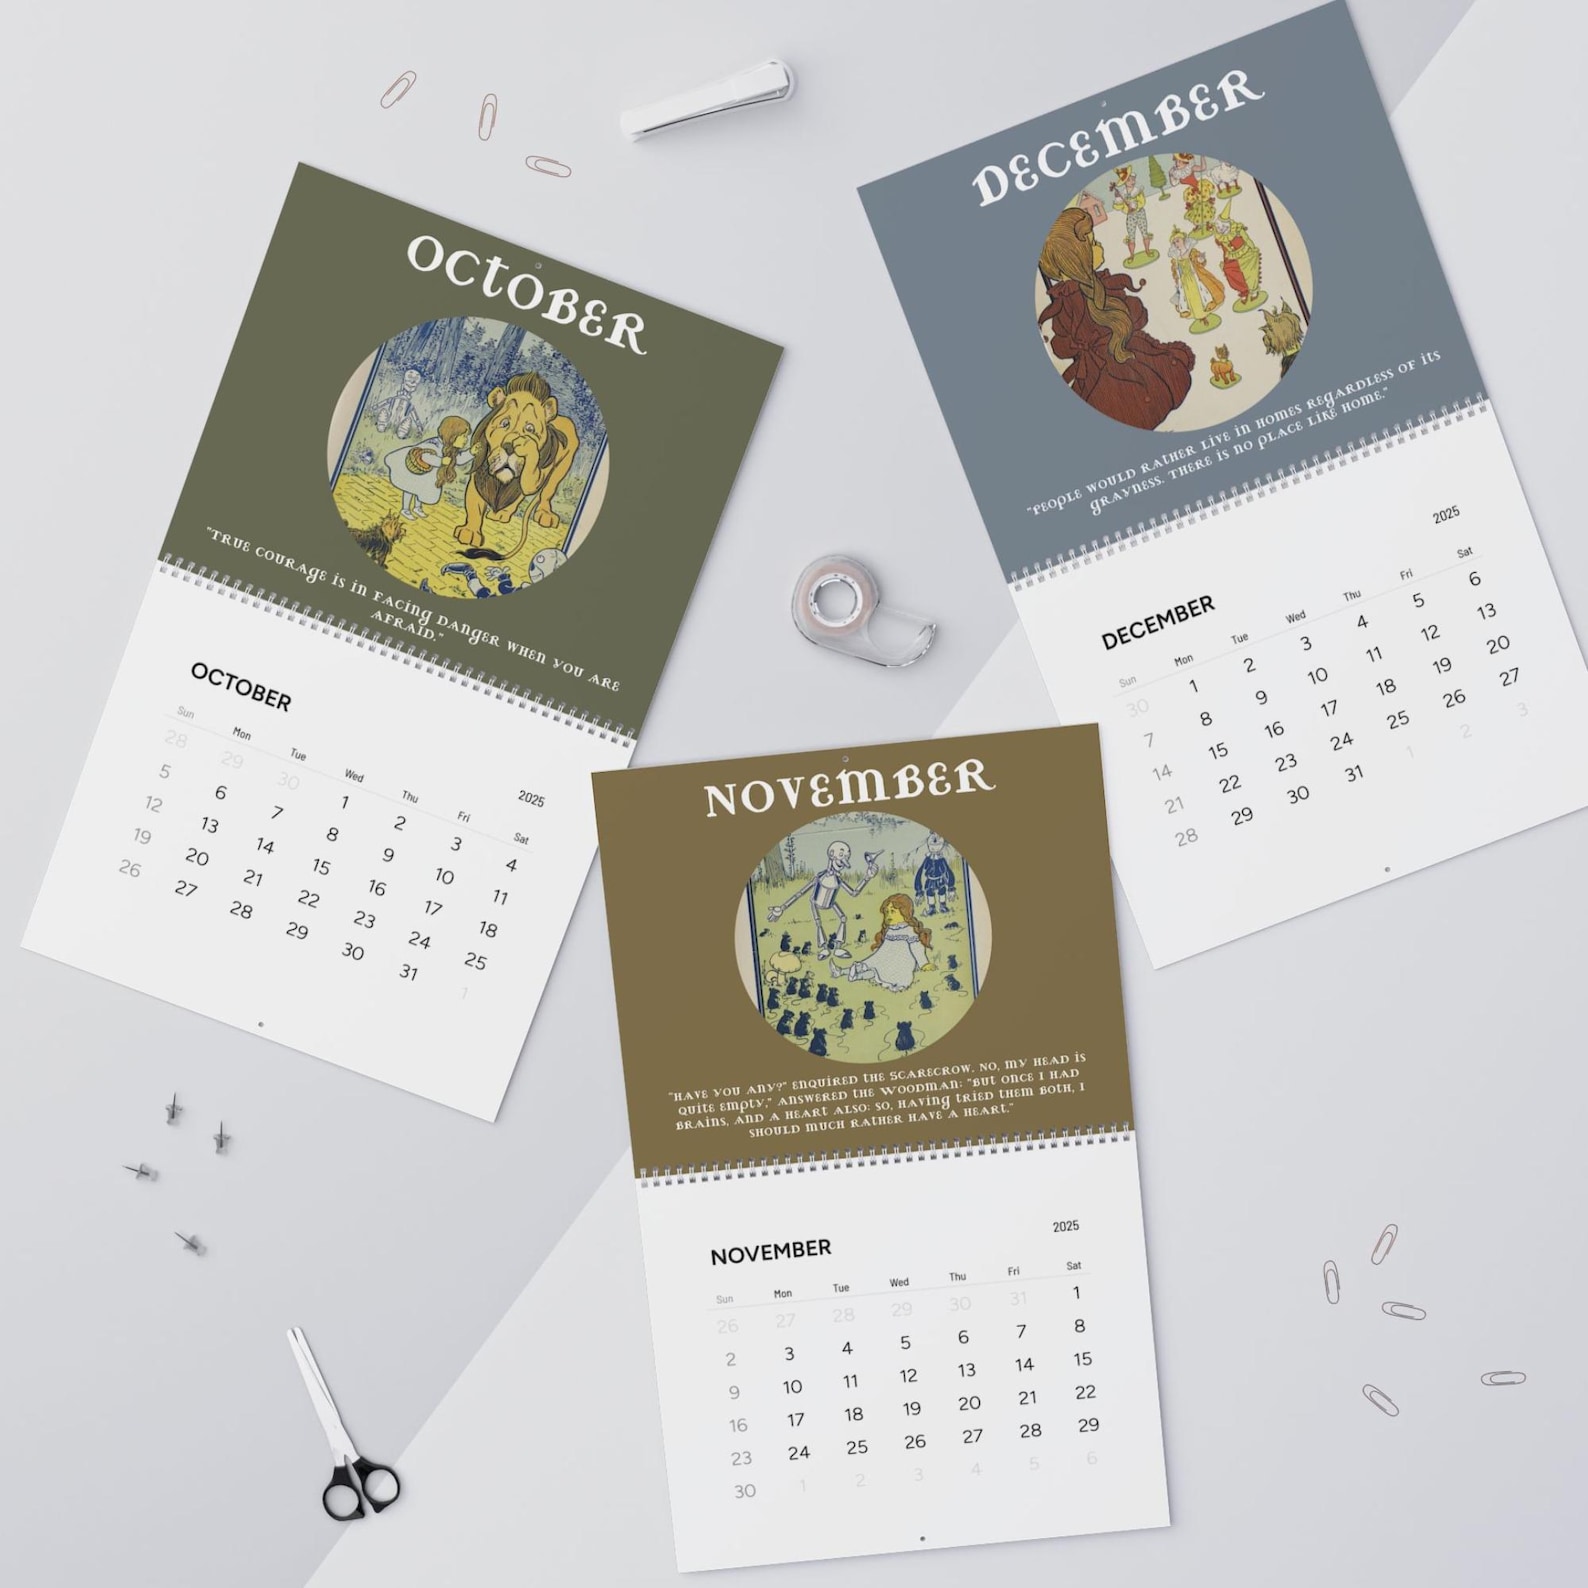 OCTOBER
"TRUE COURAGE IS IN FACING DANGER WHEN YOU ARE
AFRAID."
OCTOBER
2025
Sun Mon Tue Wed Thu Fri Sat
28 29 30 1 2 3 4
5 6 7 8 9 10 11
12 13 14 15 16 17 18
19 20 21 22 23 24 25
26 27 28 29 30 31 1
DECEMBER
"PEOPLE WOULD RATHER LIVE IN HOMES REGARDLESS OF ITS
GRAYNESS. THERE IS NO PLACE LIKE HOME."
2025
DECEMBER
Sun Mon Tue Wed Thu Fri Sat
30 1 2 3 4 5 6
7 8 9 10 11 12 13
14 15 16 17 18 19 20
21 22 23 24 25 26 27
28 29 30 31 1 2 3
NOVEMBER
"HAVE YOU ANY?" ENQUIRED THE SCARECROW. NO, MY HEAD IS
QUITE EMPTY," ANSWERED THE WOODMAN: "BUT ONCE I HAD
BRAINS, AND A HEART ALSO: SO, HAVING TRIED THEM BOTH, I
SHOULD MUCH RATHER HAVE A HEART."
2025
NOVEMBER
Sun Mon Tue Wed Thu Fri Sat
26 27 28 29 30 31 1
2 3 4 5 6 7 8
9 10 11 12 13 14 15
16 17 18 19 20 21 22
23 24 25 26 27 28 29
30 1 2 3 4 5 6